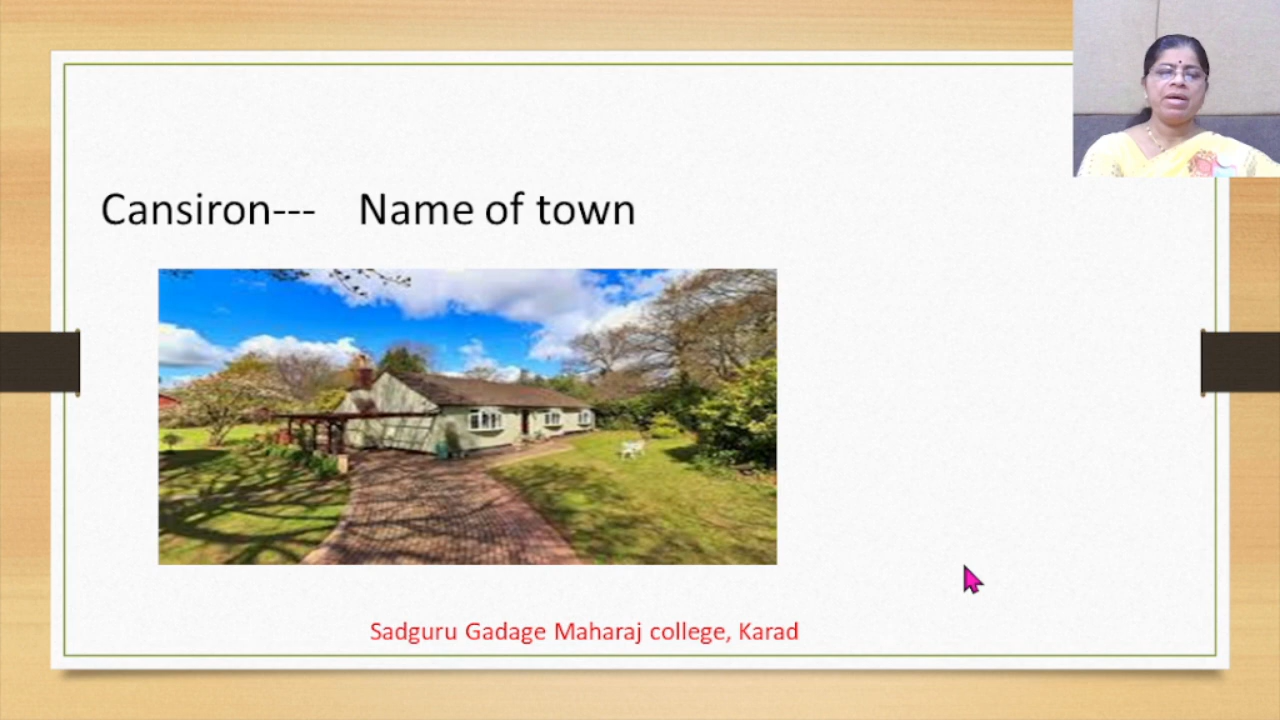 Cansiron--- Name of town
Sadguru Gadage Maharaj college, Karad